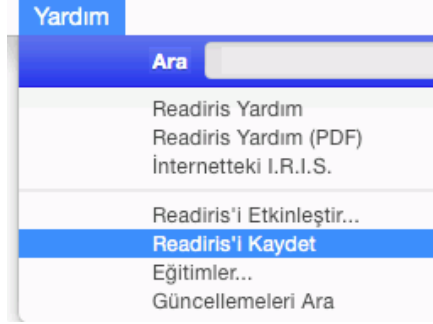 Yardım
Ara
Readiris Yardım
Readiris Yardım (PDF)
İnternetteki I.R.I.S.
Readiris'i Etkinleştir...
Readiris'i Kaydet
Eğitimler...
Güncellemeleri Ara